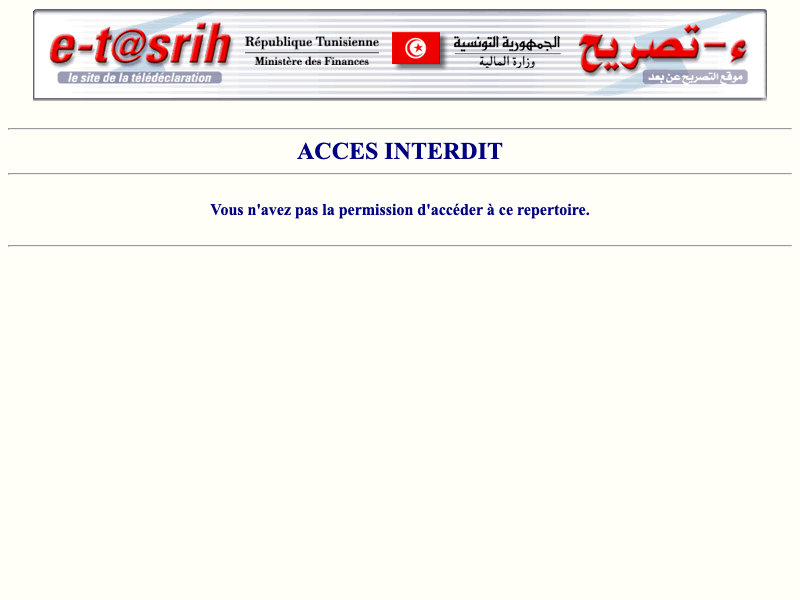 e-t@srih
le site de la télédéclaration
République Tunisienne
Ministère des Finances
الجمهورية التونسية
وزارة المالية
ء-تصريح
موقع التصريح عن بعد
ACCES INTERDIT
Vous n'avez pas la permission d'accéder à ce repertoire.